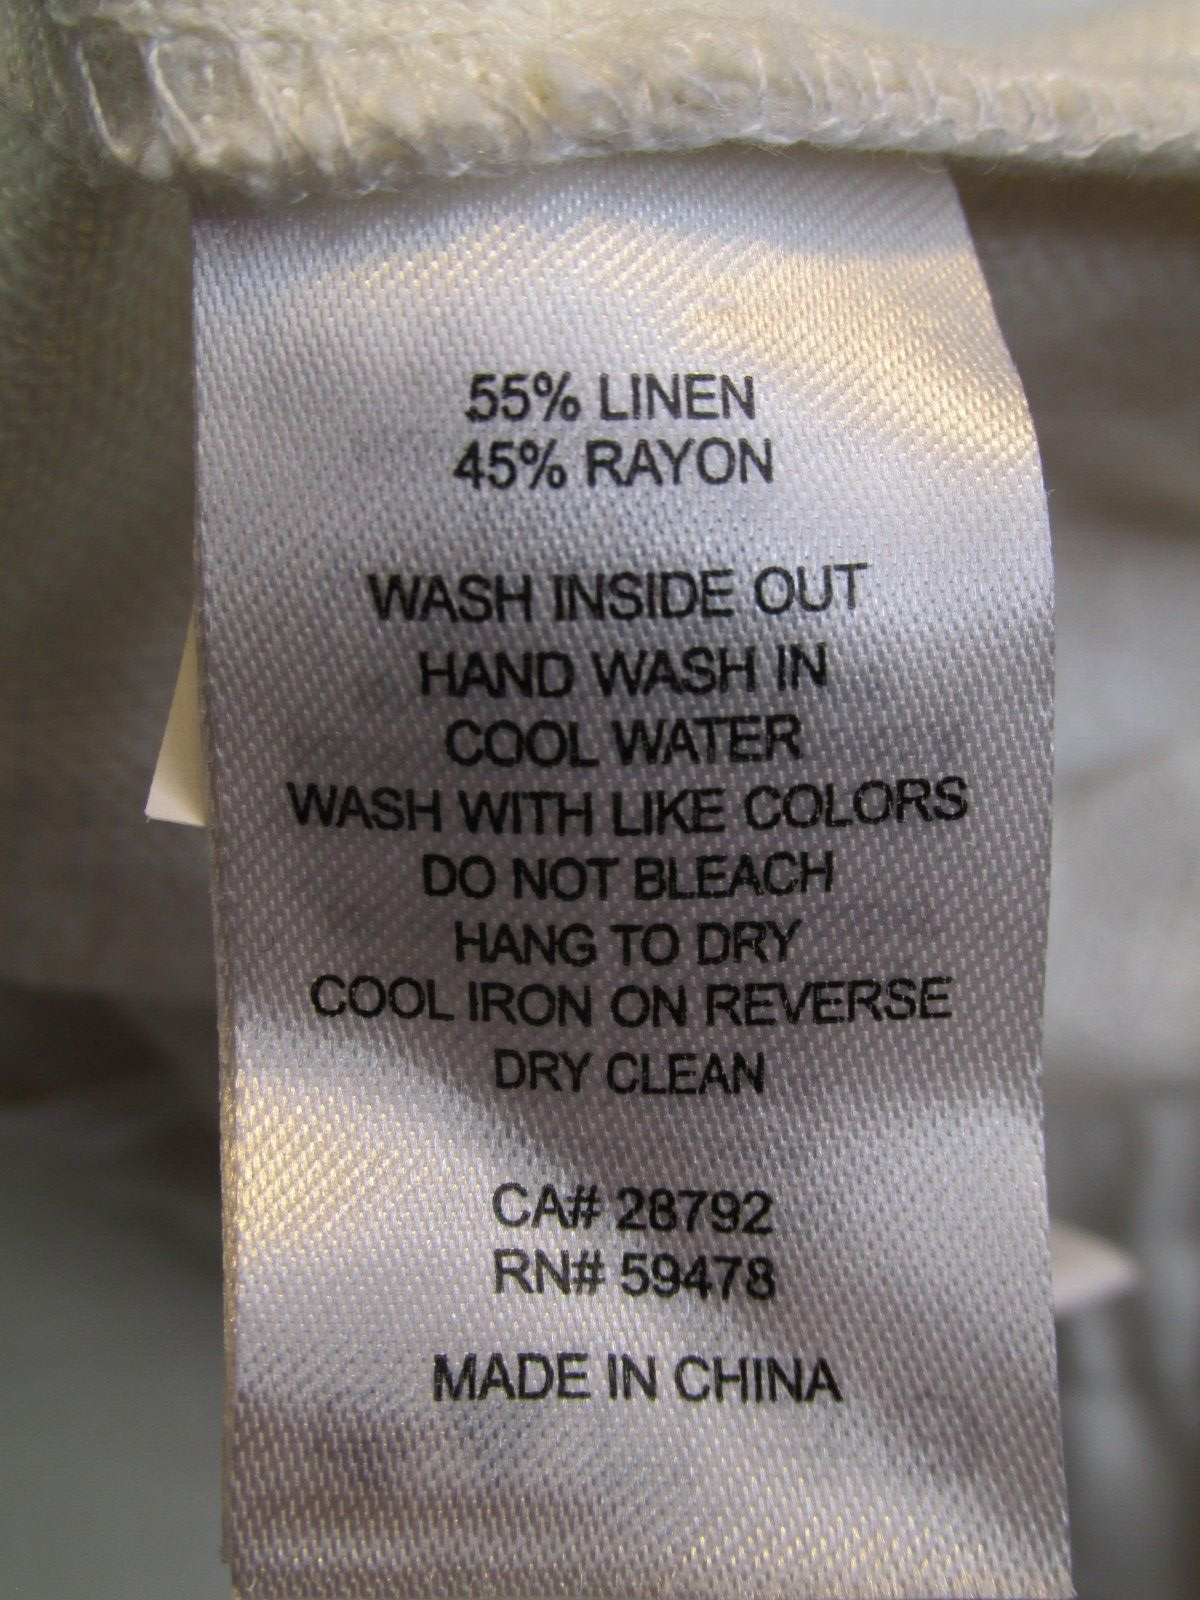 55% LINEN
45% RAYON
WASH INSIDE OUT
HAND WASH IN
COOL WATER
WASH WITH LIKE COLORS
DO NOT BLEACH
HANG TO DRY
COOL IRON ON REVERSE
DRY CLEAN
CA# 28792
RN# 59478
MADE IN CHINA